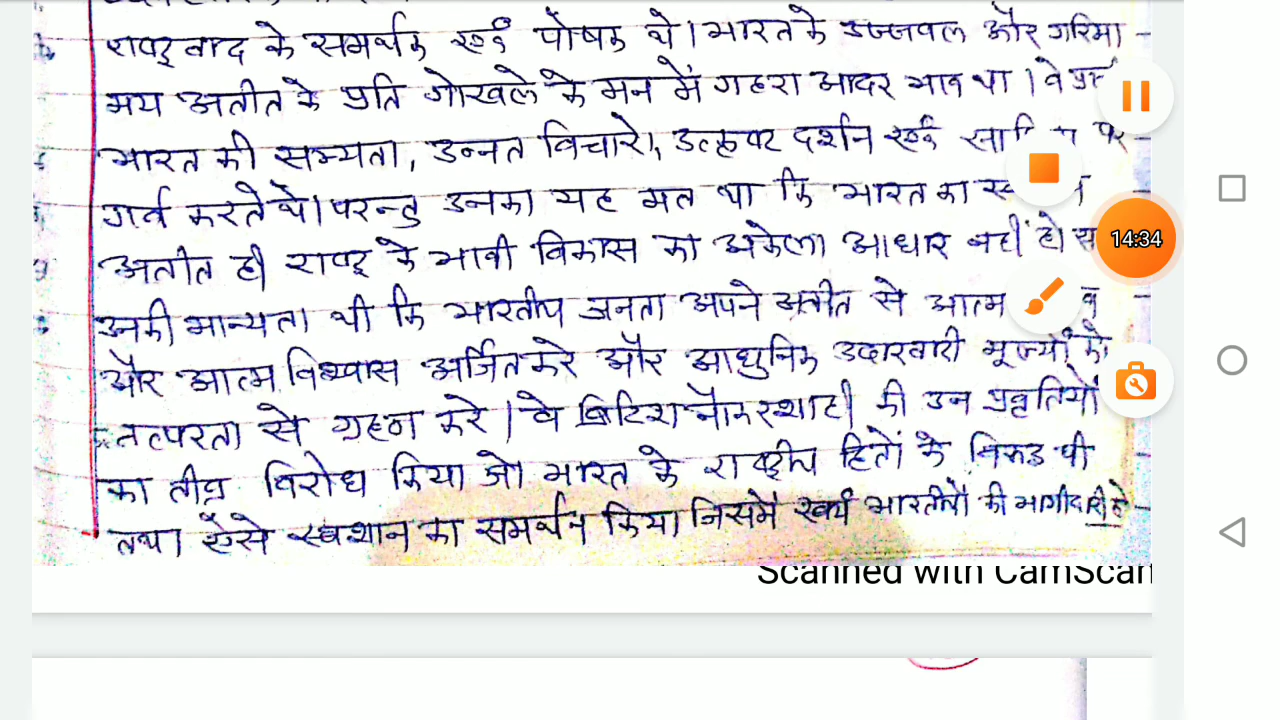 राष्ट्रवाद के समर्थक एवं पोषक थे। भारत के उज्जवल और गरिमा -
मय अतीत के प्रति गोखले के मन में गहरा आदर भाव था। वे
भारत की सभ्यता, उन्नत विचारो, उत्कृष्ट दर्शन एवं पर -
गर्व करते थे। परन्तु उनका यह मत था कि भारत का
अतीत ही राष्ट्र के भावी विकास का अकेला आधार नहीं हो
14:34
उनकी मान्यता थी कि भारतीय जनता अपने अतीत से आत्म
और आत्म विश्वास अर्जित करे और आधुनिक उदारवादी मूल्यों को
तत्परता से ग्रहण करे। वे ब्रिटिश नौकरशाही की उन प्रवृतियों
का तीव्र विरोध किया जो भारत के राष्ट्रीय हितों के विरुद्ध थी
तथा ऐसे स्वशान का समर्थन किया जिसमें स्वयं भारतीयों की भागीदारी हे -
Scanned with CamScan